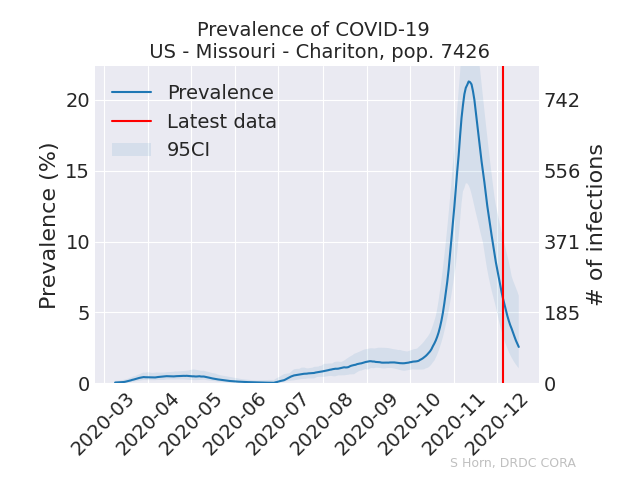 Prevalence of COVID-19
US - Missouri - Chariton, pop. 7426
Prevalence
Latest data
95CI
Prevalence (%)
20
15
10
5
0
742
556
371
185
0
# of infections
2020-03
2020-04
2020-05
2020-06
2020-07
2020-08
2020-09
2020-10
2020-11
2020-12
S Horn, DRDC CORA